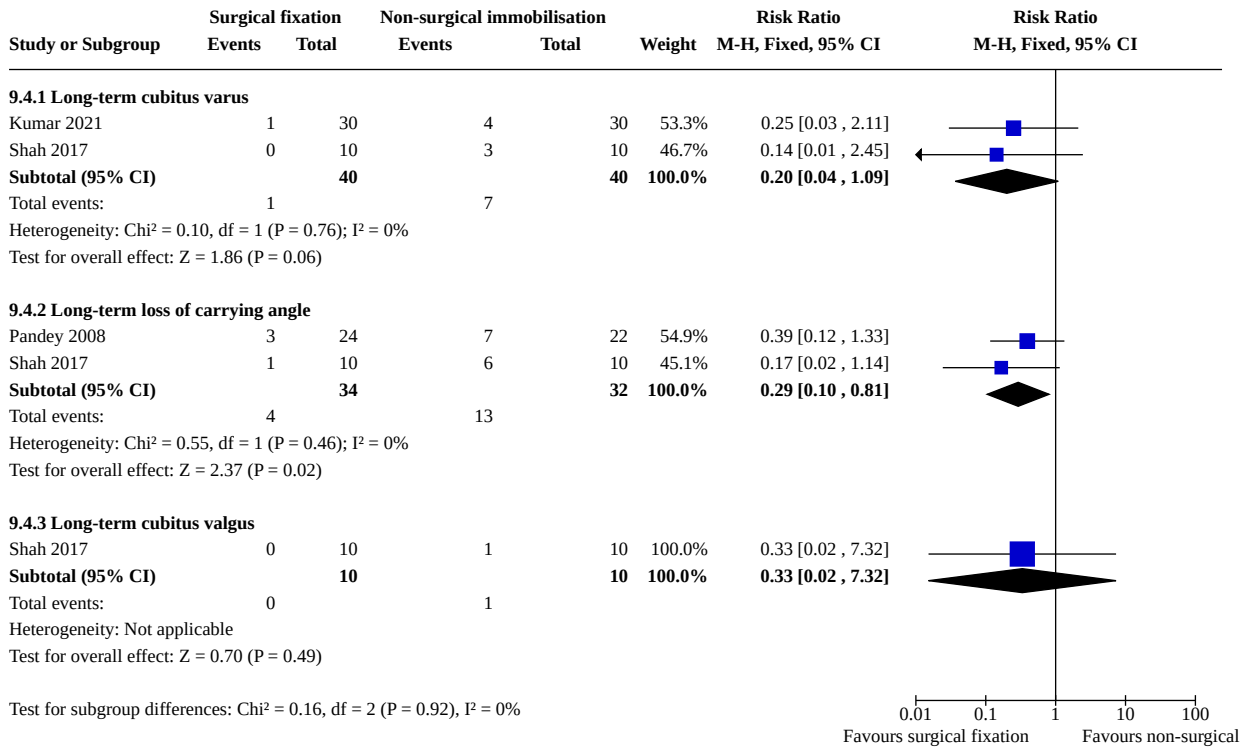 Surgical fixation Non-surgical immobilisation Risk Ratio Risk Ratio
Study or Subgroup Events Total Events Total Weight M-H, Fixed, 95% CI M-H, Fixed, 95% CI
9.4.1 Long-term cubitus varus
Kumar 2021 1 30 4 30 53.3% 0.25 [0.03 , 2.11]
Shah 2017 0 10 3 10 46.7% 0.14 [0.01 , 2.45]
Subtotal (95% CI) 40 40 100.0% 0.20 [0.04 , 1.09]
Total events: 1 7
Heterogeneity: Chi² = 0.10, df = 1 (P = 0.76); I² = 0%
Test for overall effect: Z = 1.86 (P = 0.06)
9.4.2 Long-term loss of carrying angle
Pandey 2008 3 24 7 22 54.9% 0.39 [0.12 , 1.33]
Shah 2017 1 10 6 10 45.1% 0.17 [0.02 , 1.14]
Subtotal (95% CI) 34 32 100.0% 0.29 [0.10 , 0.81]
Total events: 4 13
Heterogeneity: Chi² = 0.55, df = 1 (P = 0.46); I² = 0%
Test for overall effect: Z = 2.37 (P = 0.02)
9.4.3 Long-term cubitus valgus
Shah 2017 0 10 1 10 100.0% 0.33 [0.02 , 7.32]
Subtotal (95% CI) 10 10 100.0% 0.33 [0.02 , 7.32]
Total events: 0 1
Heterogeneity: Not applicable
Test for overall effect: Z = 0.70 (P = 0.49)
Test for subgroup differences: Chi² = 0.16, df = 2 (P = 0.92), I² = 0%
0.01 0.1 1 10 100
Favours surgical fixation Favours non-surgical